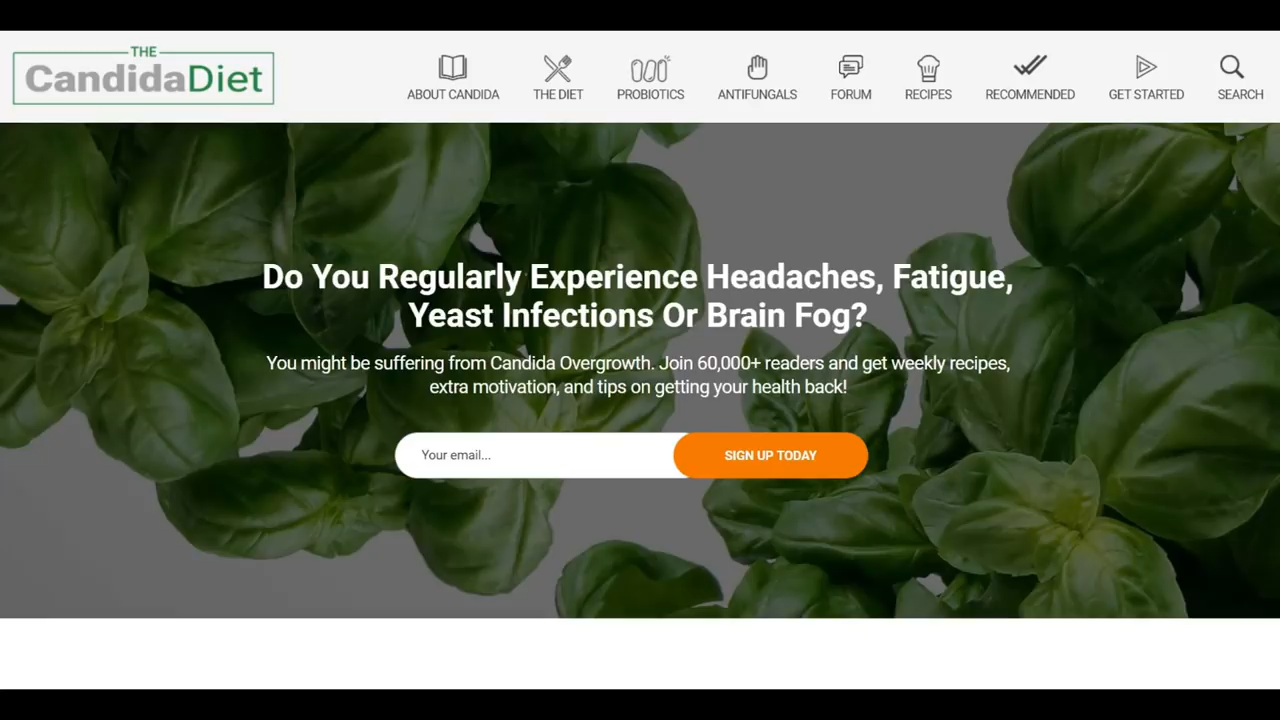 THE
CandidaDiet
ABOUT CANDIDA
THE DIET
PROBIOTICS
ANTIFUNGALS
FORUM
RECIPES
RECOMMENDED
GET STARTED
SEARCH
Do You Regularly Experience Headaches, Fatigue,
Yeast Infections Or Brain Fog?
You might be suffering from Candida Overgrowth. Join 60,000+ readers and get weekly recipes,
extra motivation, and tips on getting your health back!
Your email...
SIGN UP TODAY